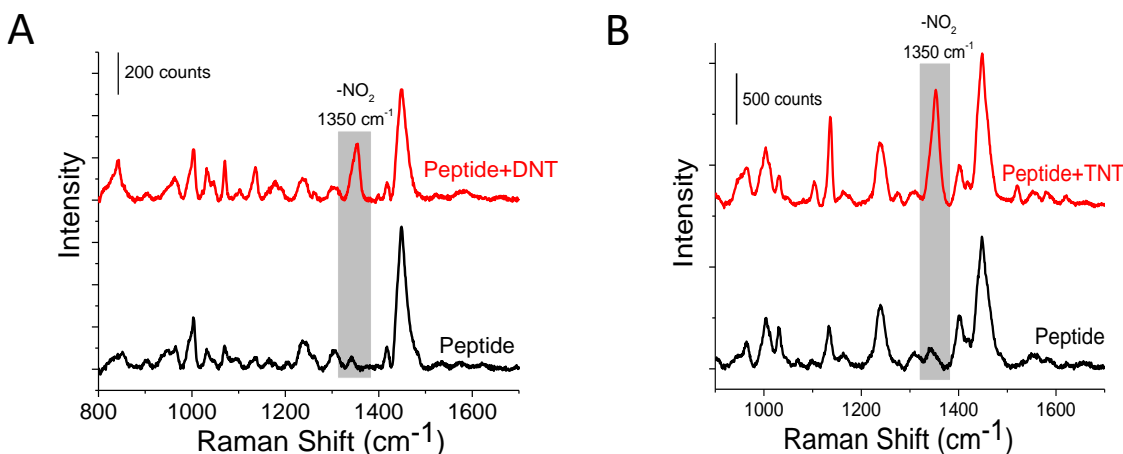 A
200 counts
-NO₂
1350 cm⁻¹
Peptide+DNT
Peptide
Intensity
800 1000 1200 1400 1600
Raman Shift (cm⁻¹)
B
500 counts
-NO₂
1350 cm⁻¹
Peptide+TNT
Peptide
Intensity
1000 1200 1400 1600
Raman Shift (cm⁻¹)